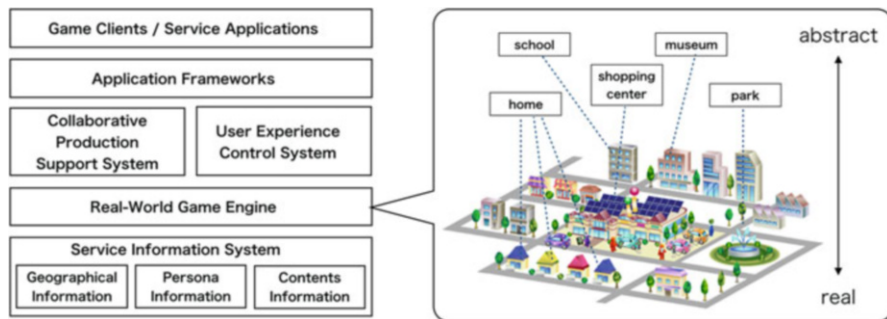 Game Clients / Service Applications
Application Frameworks
Collaborative
Production
Support System
User Experience
Control System
Real-World Game Engine
Service Information System
Geographical
Information
Persona
Information
Contents
Information
school
museum
shopping
center
home
park
abstract
real